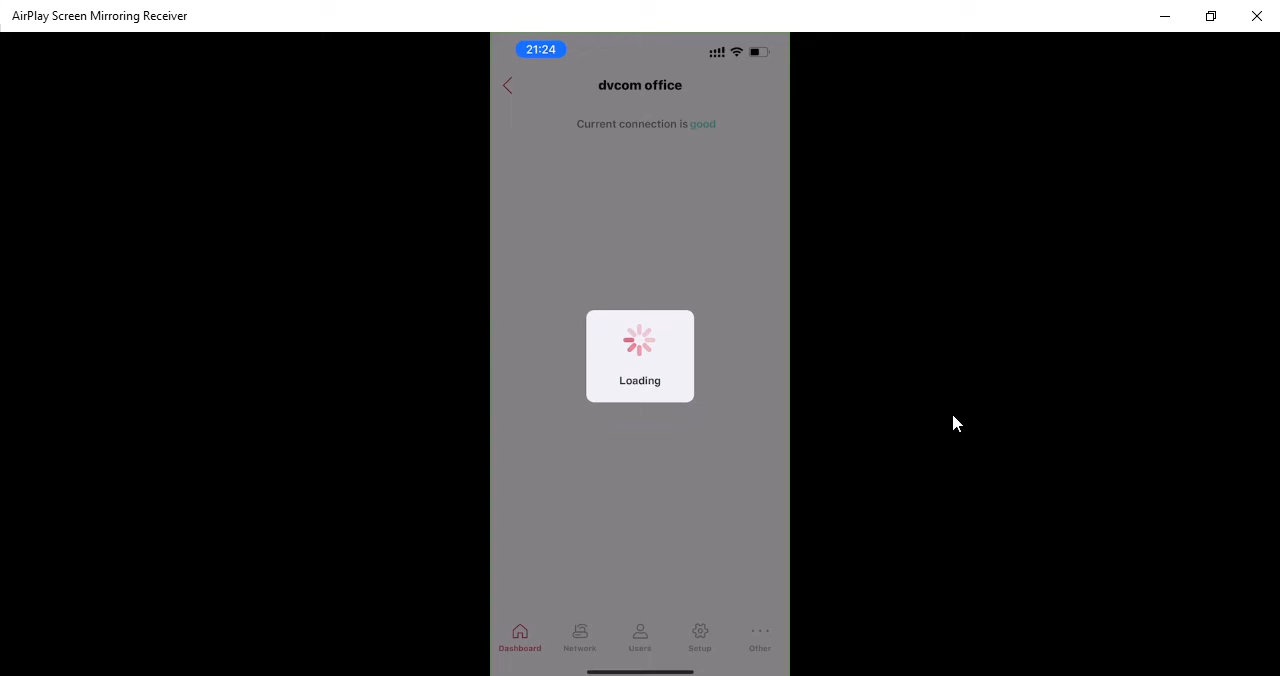 AirPlay Screen Mirroring Receiver
21:24
dvcom office
Current connection is good
Loading
Dashboard
Network
Users
Setup
Other